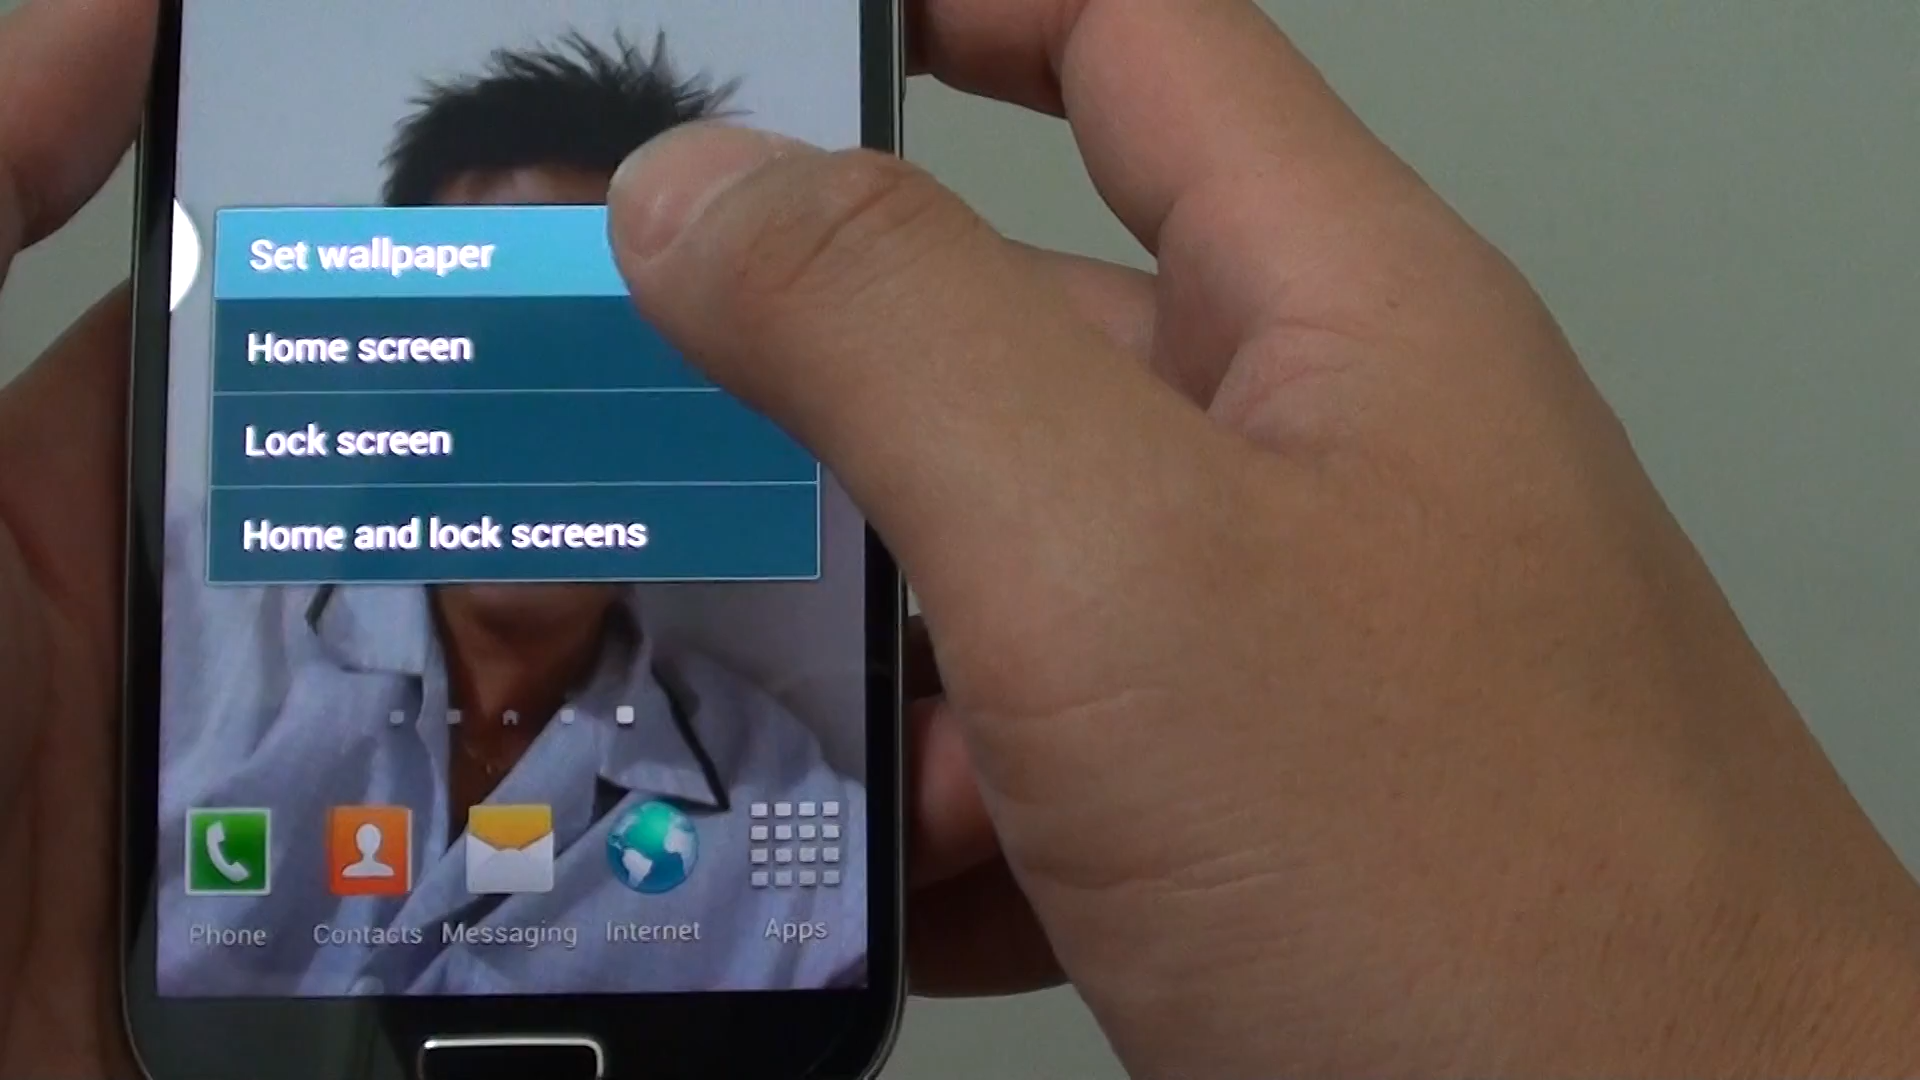 Set wallpaper
Home screen
Lock screen
Home and lock screens
Phone Contacts Messaging Internet Apps